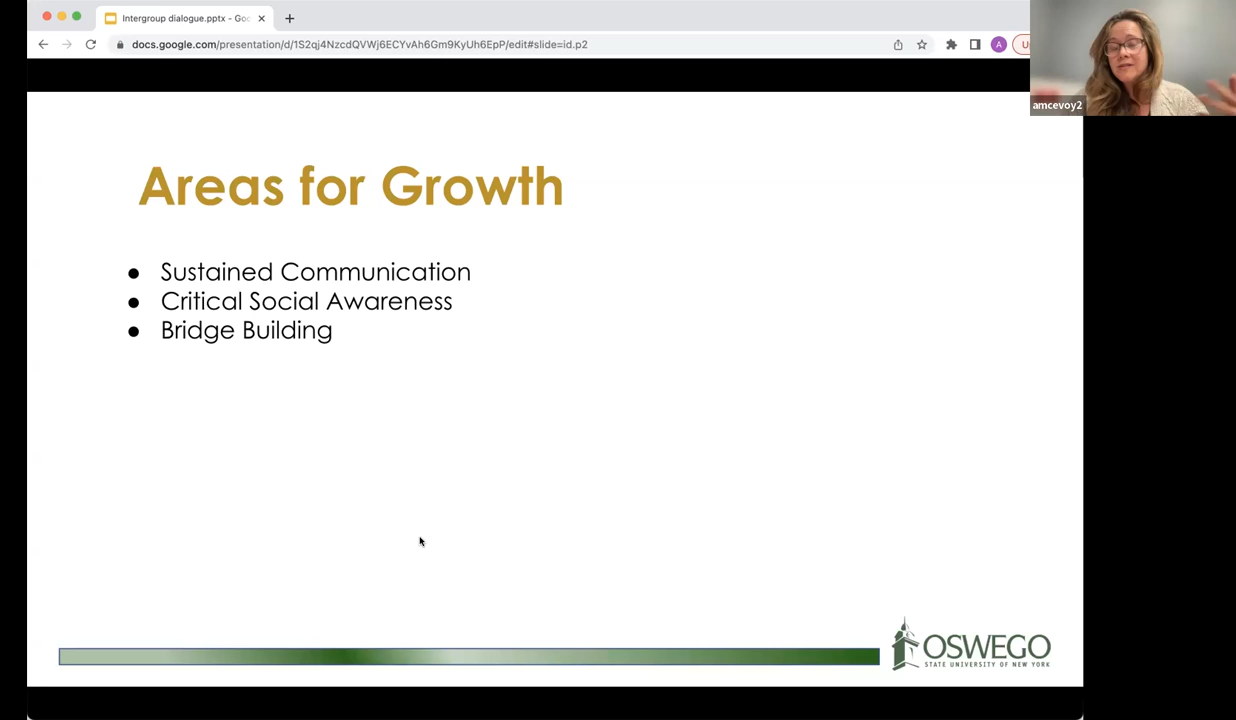 Intergroup dialogue.pptx - Goo
docs.google.com/presentation/d/1S2qj4NzcdQVWj6ECYvAh6Gm9KyUh6EpP/edit#slide=id.p2
A
U
amcevoy2
Areas for Growth
● Sustained Communication
● Critical Social Awareness
● Bridge Building
OSWEGO
STATE UNIVERSITY OF NEW YORK